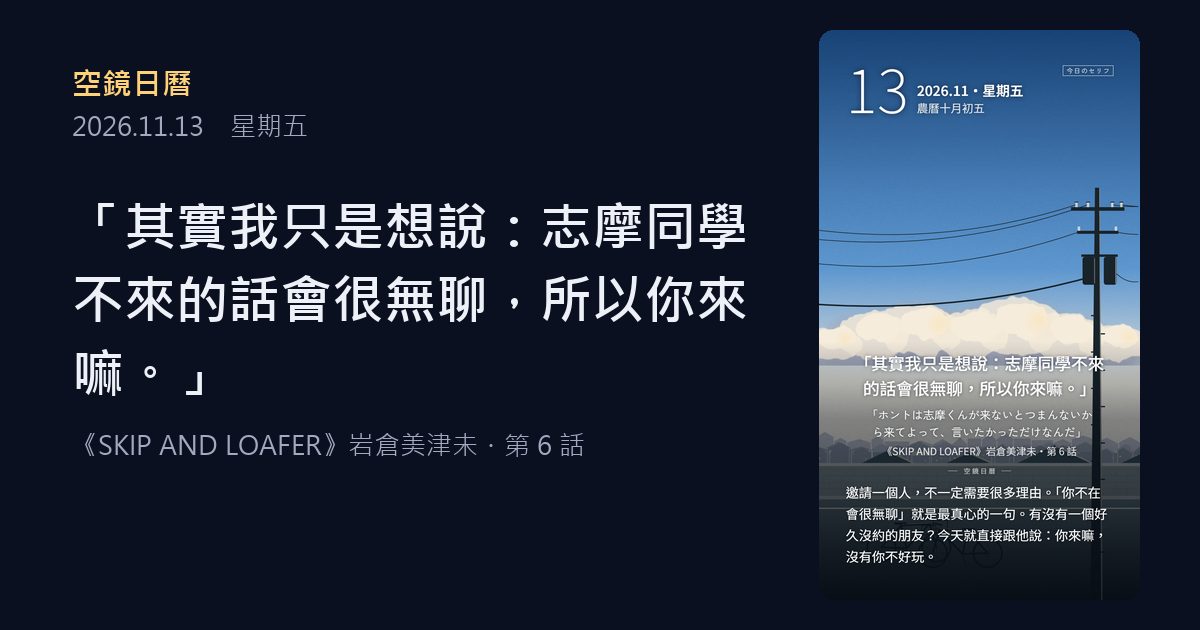 空鏡日曆
2026.11.13　星期五
「其實我只是想說：志摩同學
不來的話會很無聊，所以你來
嘛。」
《SKIP AND LOAFER》岩倉美津未・第 6 話
13
2026.11・星期五
農曆十月初五
今日のセリフ
「其實我只是想說：志摩同學不來
的話會很無聊，所以你來嘛。」
「ホントは志摩くんが来ないとつまんないか
ら来てよって、言いたかっただけなんだ」
《SKIP AND LOAFER》岩倉美津未・第 6 話
— 空鏡日曆 —
邀請一個人，不一定需要很多理由。「你不在
會很無聊」就是最真心的一句。有沒有一個好
久沒約的朋友？今天就直接跟他說：你來嘛，
沒有你不好玩。